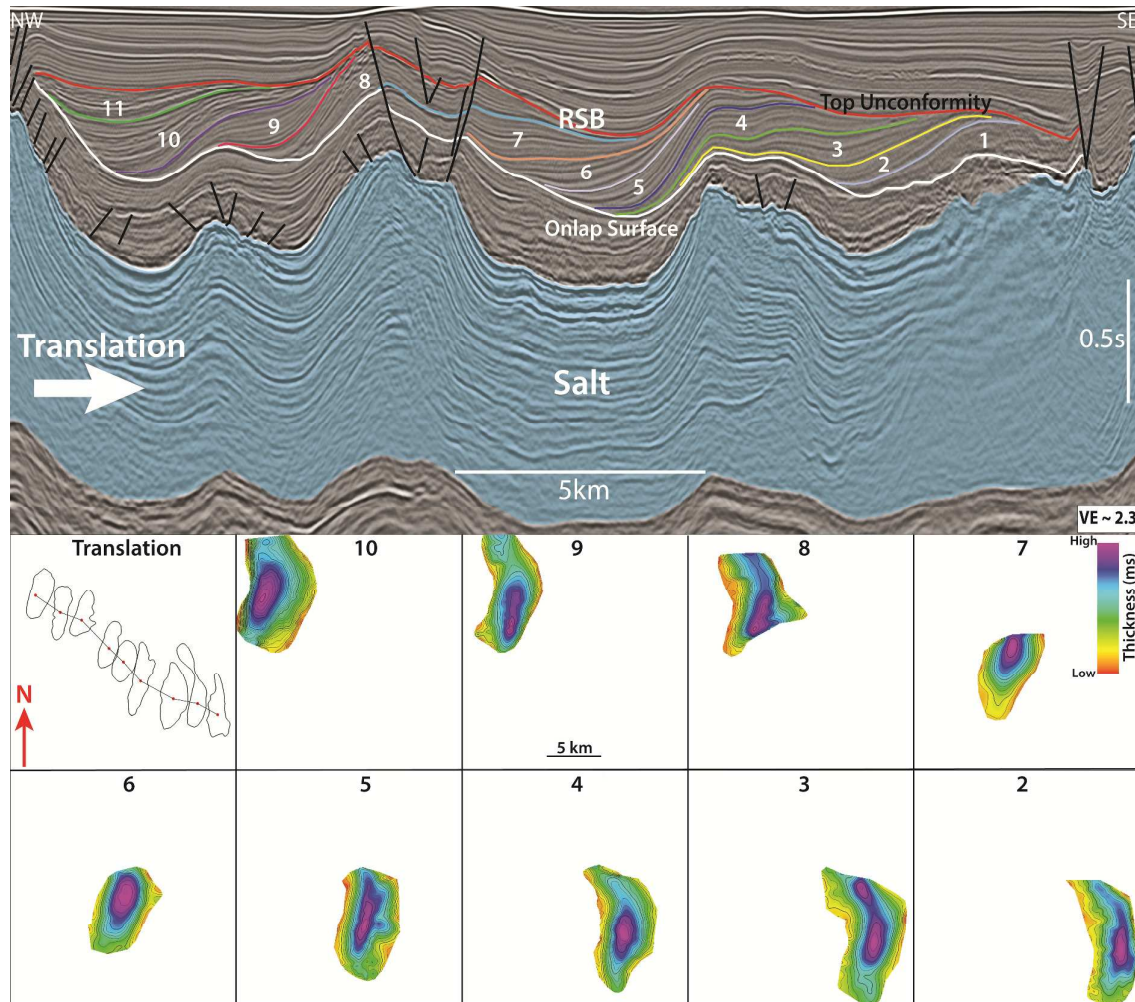 NW
SE
11
10
9
8
7
RSB
6
5
4
Top Unconformity
3
2
1
Onlap Surface
Translation
Salt
0.5s
5km
VE ~ 2.3
Translation
10
9
8
7
High
Thickness (ms)
Low
N
5 km
6
5
4
3
2